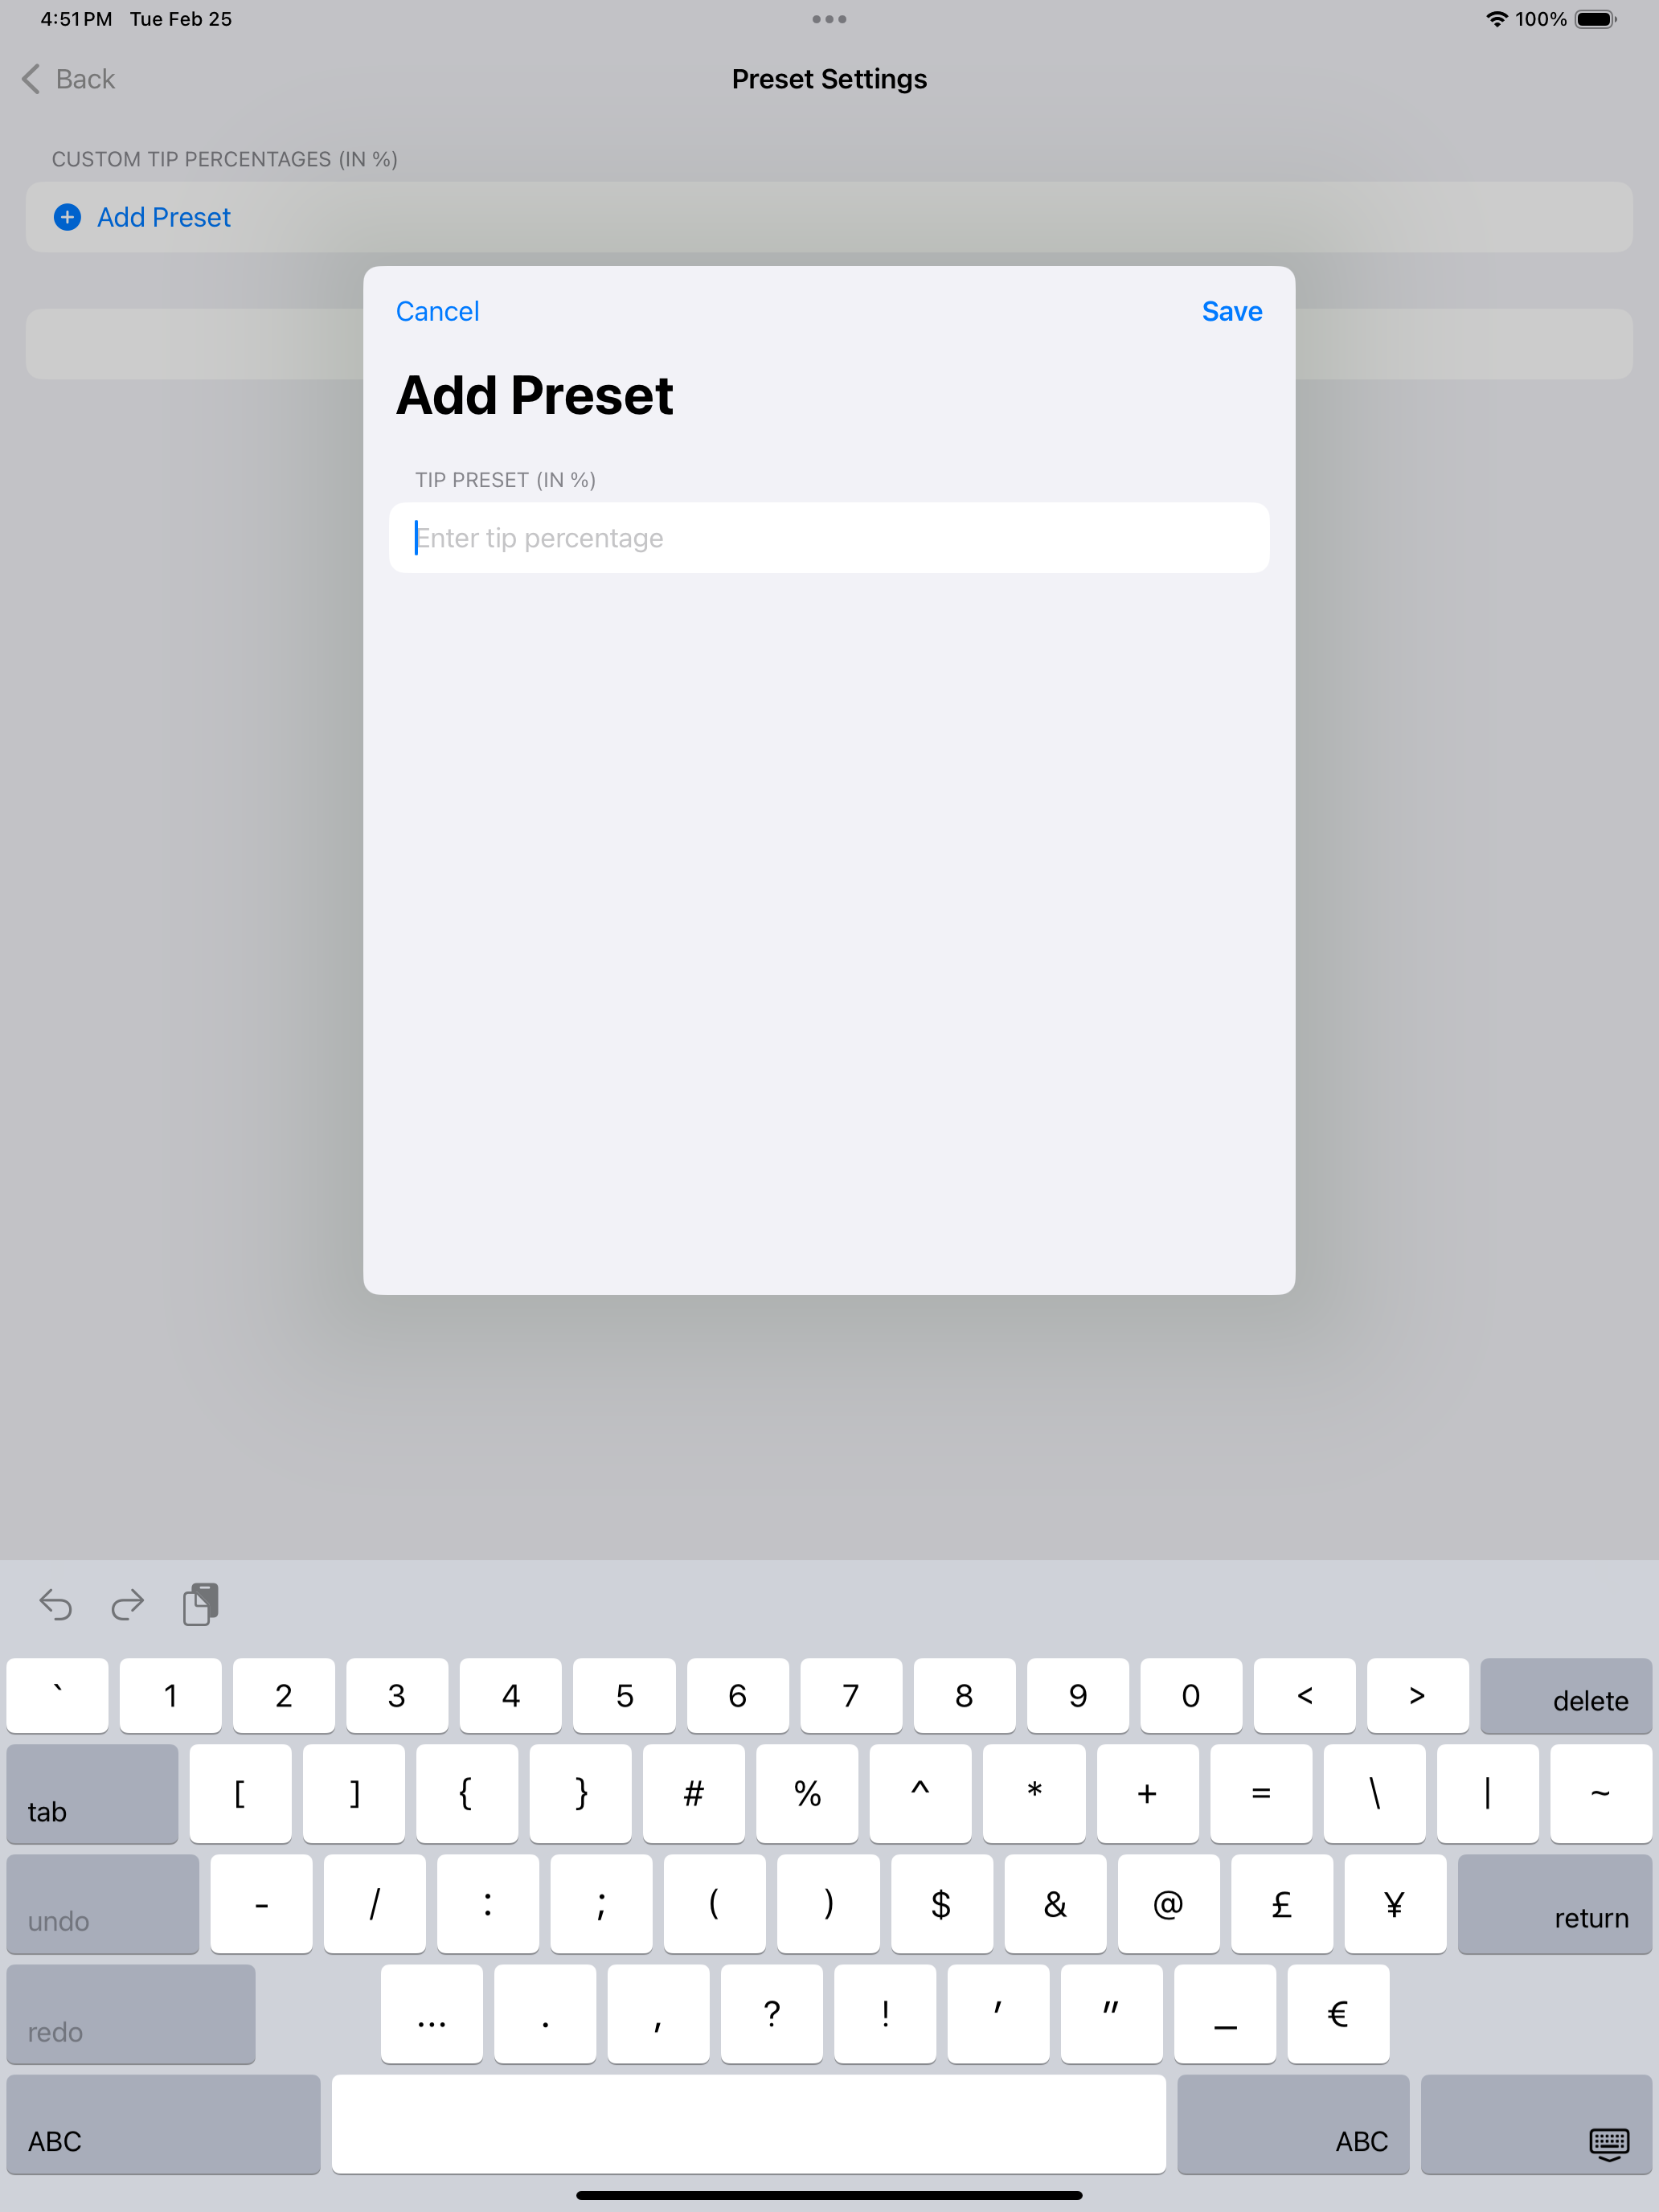 4:51 PM Tue Feb 25
100%
Back
Preset Settings
CUSTOM TIP PERCENTAGES (IN %)
Add Preset
Cancel
Save
Add Preset
TIP PRESET (IN %)
Enter tip percentage
` 1 2 3 4 5 6 7 8 9 0 < > delete
tab [ ] { } # % ^ * + = \ | ~
undo - / : ; ( ) $ & @ £ ¥ return
redo … . , ? ! ' " _ €
ABC ABC